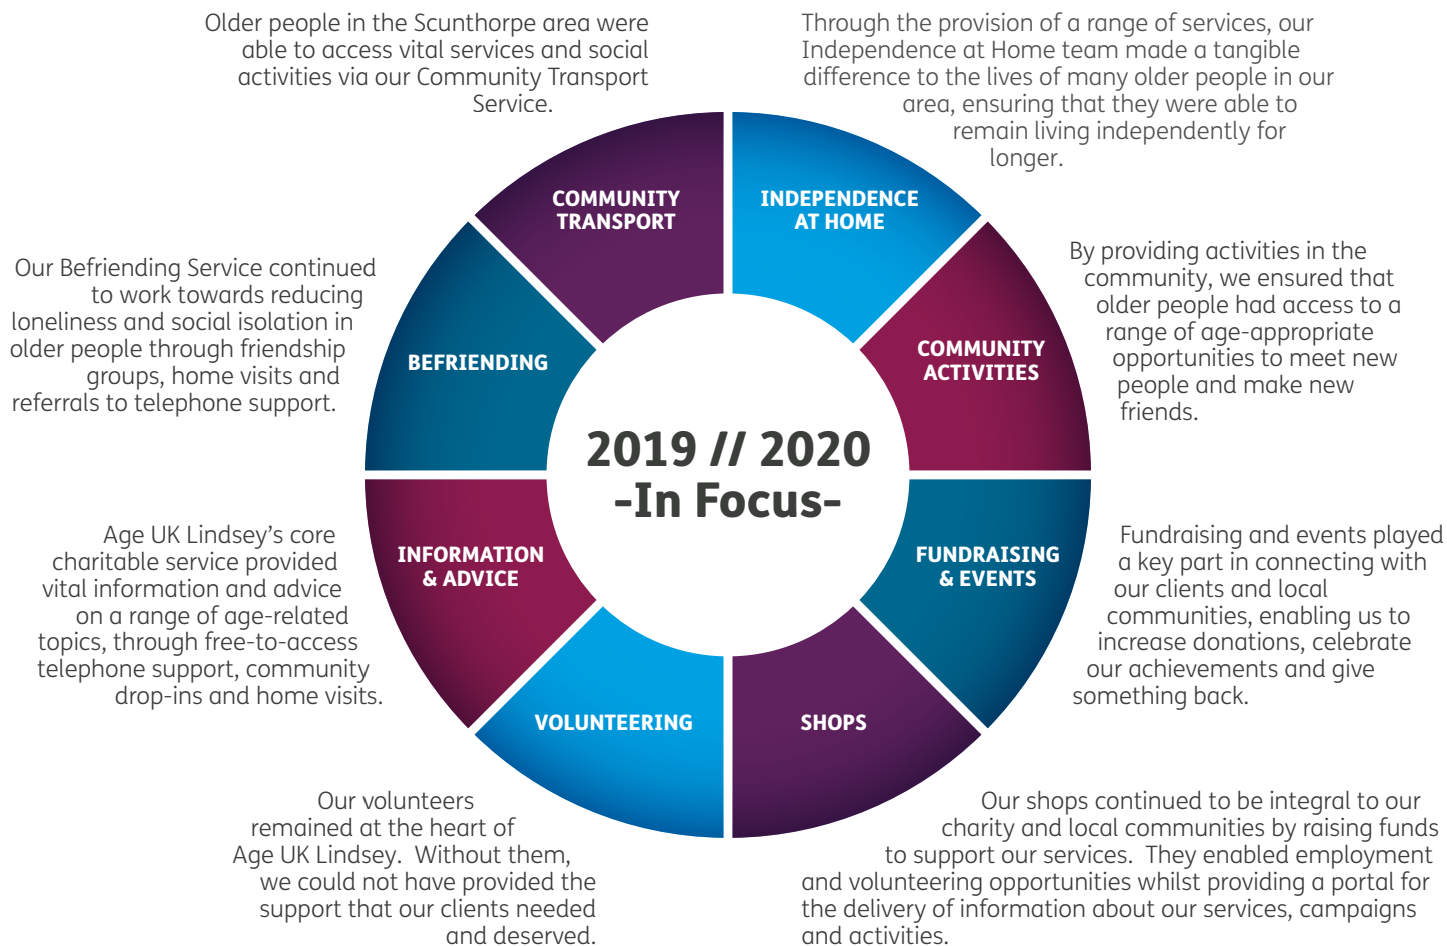 Older people in the Scunthorpe area were
able to access vital services and social
activities via our Community Transport
Service.
Through the provision of a range of services, our
Independence at Home team made a tangible
difference to the lives of many older people in our
area, ensuring that they were able to
remain living independently for
longer.
COMMUNITY
TRANSPORT
INDEPENDENCE
AT HOME
Our Befriending Service continued
to work towards reducing
loneliness and social isolation in
older people through friendship
groups, home visits and
referrals to telephone support.
BEFRIENDING
COMMUNITY
ACTIVITIES
By providing activities in the
community, we ensured that
older people had access to a
range of age-appropriate
opportunities to meet new
people and make new
friends.
2019 // 2020
-In Focus-
Age UK Lindsey’s core
charitable service provided
vital information and advice
on a range of age-related
topics, through free-to-access
telephone support, community
drop-ins and home visits.
INFORMATION
& ADVICE
FUNDRAISING
& EVENTS
Fundraising and events played
a key part in connecting with
our clients and local
communities, enabling us to
increase donations, celebrate
our achievements and give
something back.
VOLUNTEERING
SHOPS
Our volunteers
remained at the heart of
Age UK Lindsey.  Without them,
we could not have provided the
support that our clients needed
and deserved.
Our shops continued to be integral to our
charity and local communities by raising funds
to support our services.  They enabled employment
and volunteering opportunities whilst providing a portal for
the delivery of information about our services, campaigns
and activities.